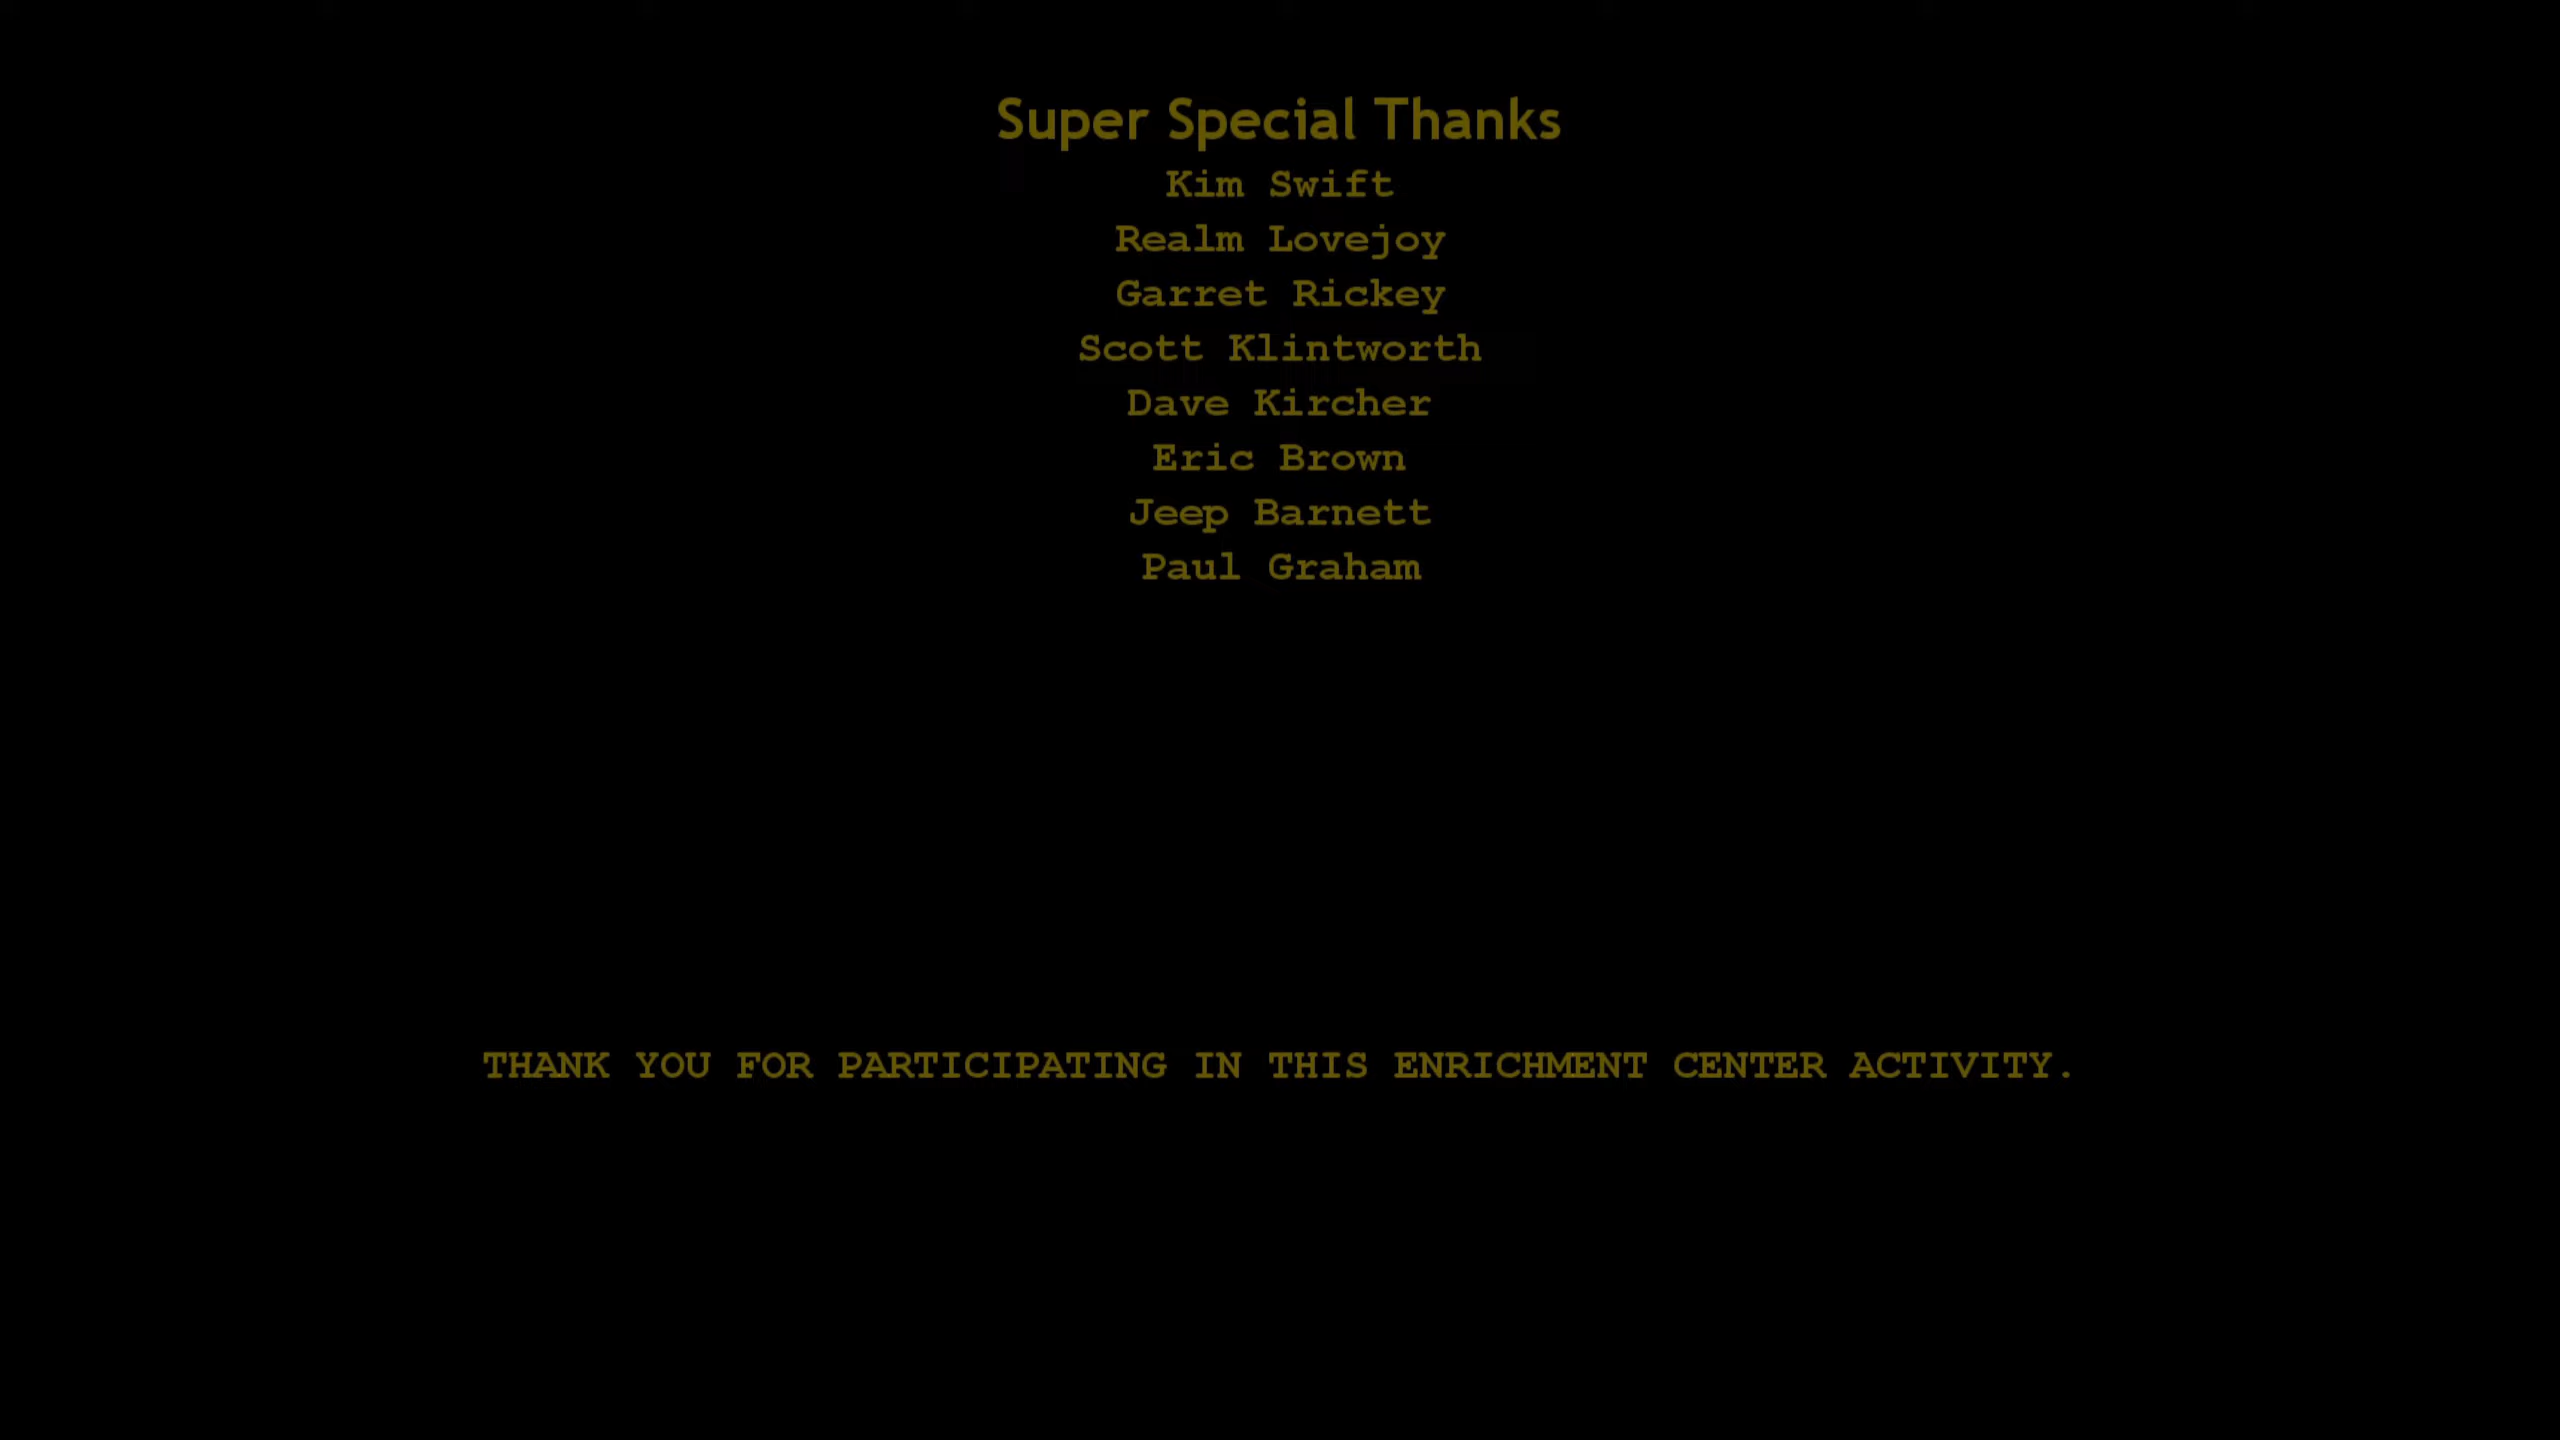 Super Special Thanks
Kim Swift
Realm Lovejoy
Garret Rickey
Scott Klintworth
Dave Kircher
Eric Brown
Jeep Barnett
Paul Graham
THANK YOU FOR PARTICIPATING IN THIS ENRICHMENT CENTER ACTIVITY.